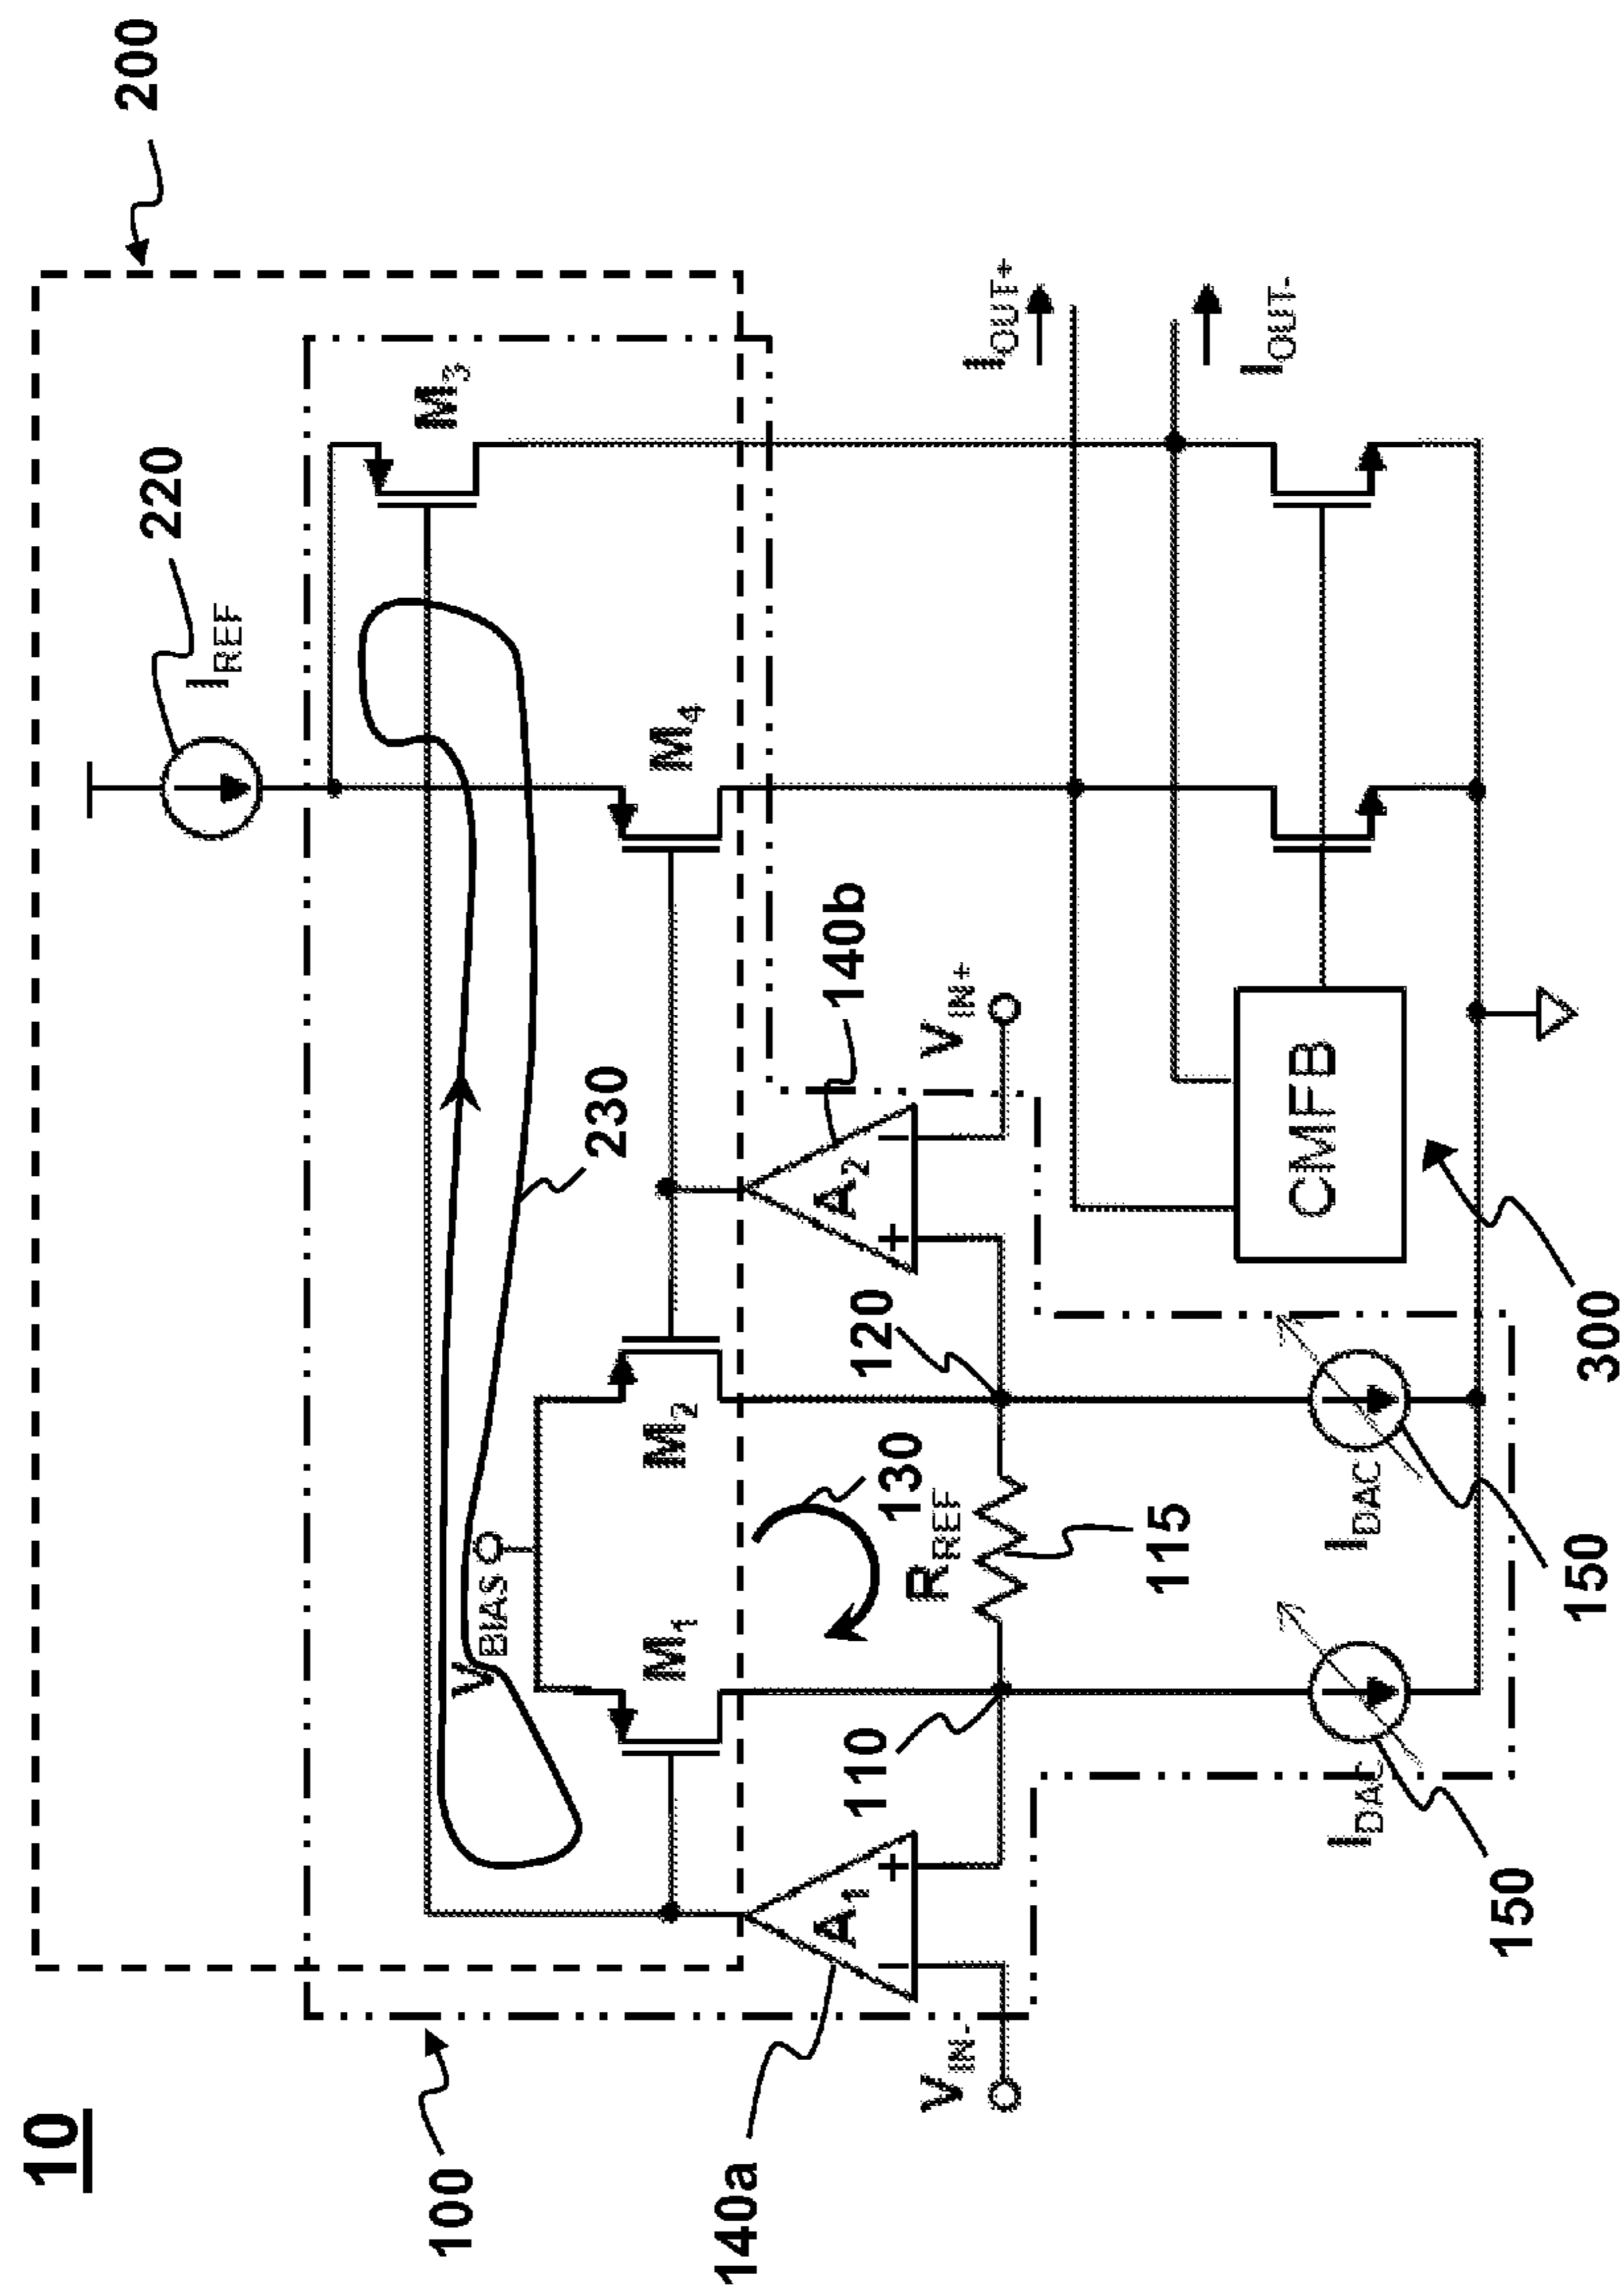 10
200
220
I_REF
M3
M4
100
230
V_BIAS
M1
M2
130
140a
A1
+
–
140b
A2
+
–
V_IN-
V_IN+
110
120
R_REF
115
I_OUT+
I_OUT-
CMFB
300
I_DAC
150
I_DAC
150